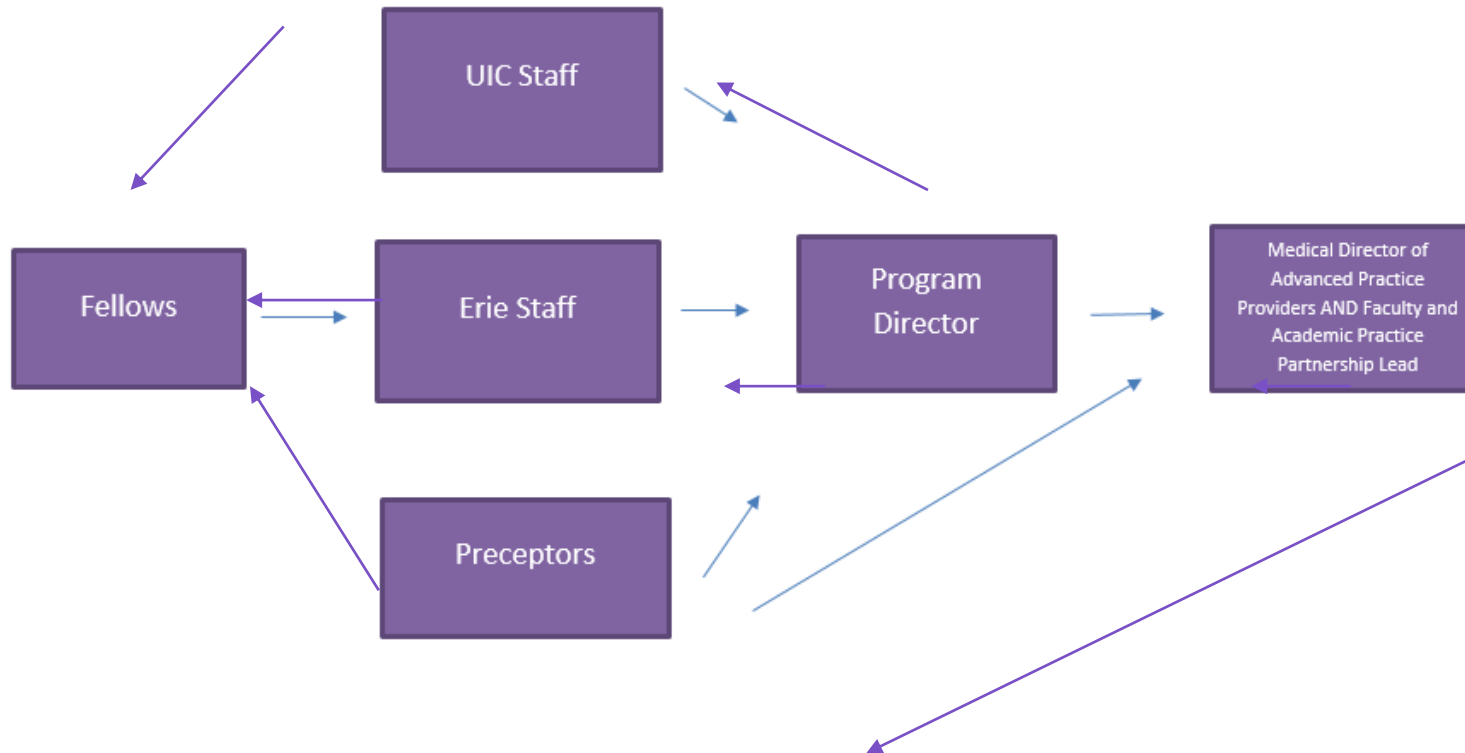 UIC Staff
Fellows
Erie Staff
Program
Director
Medical Director of
Advanced Practice
Providers AND Faculty and
Academic Practice
Partnership Lead
Preceptors